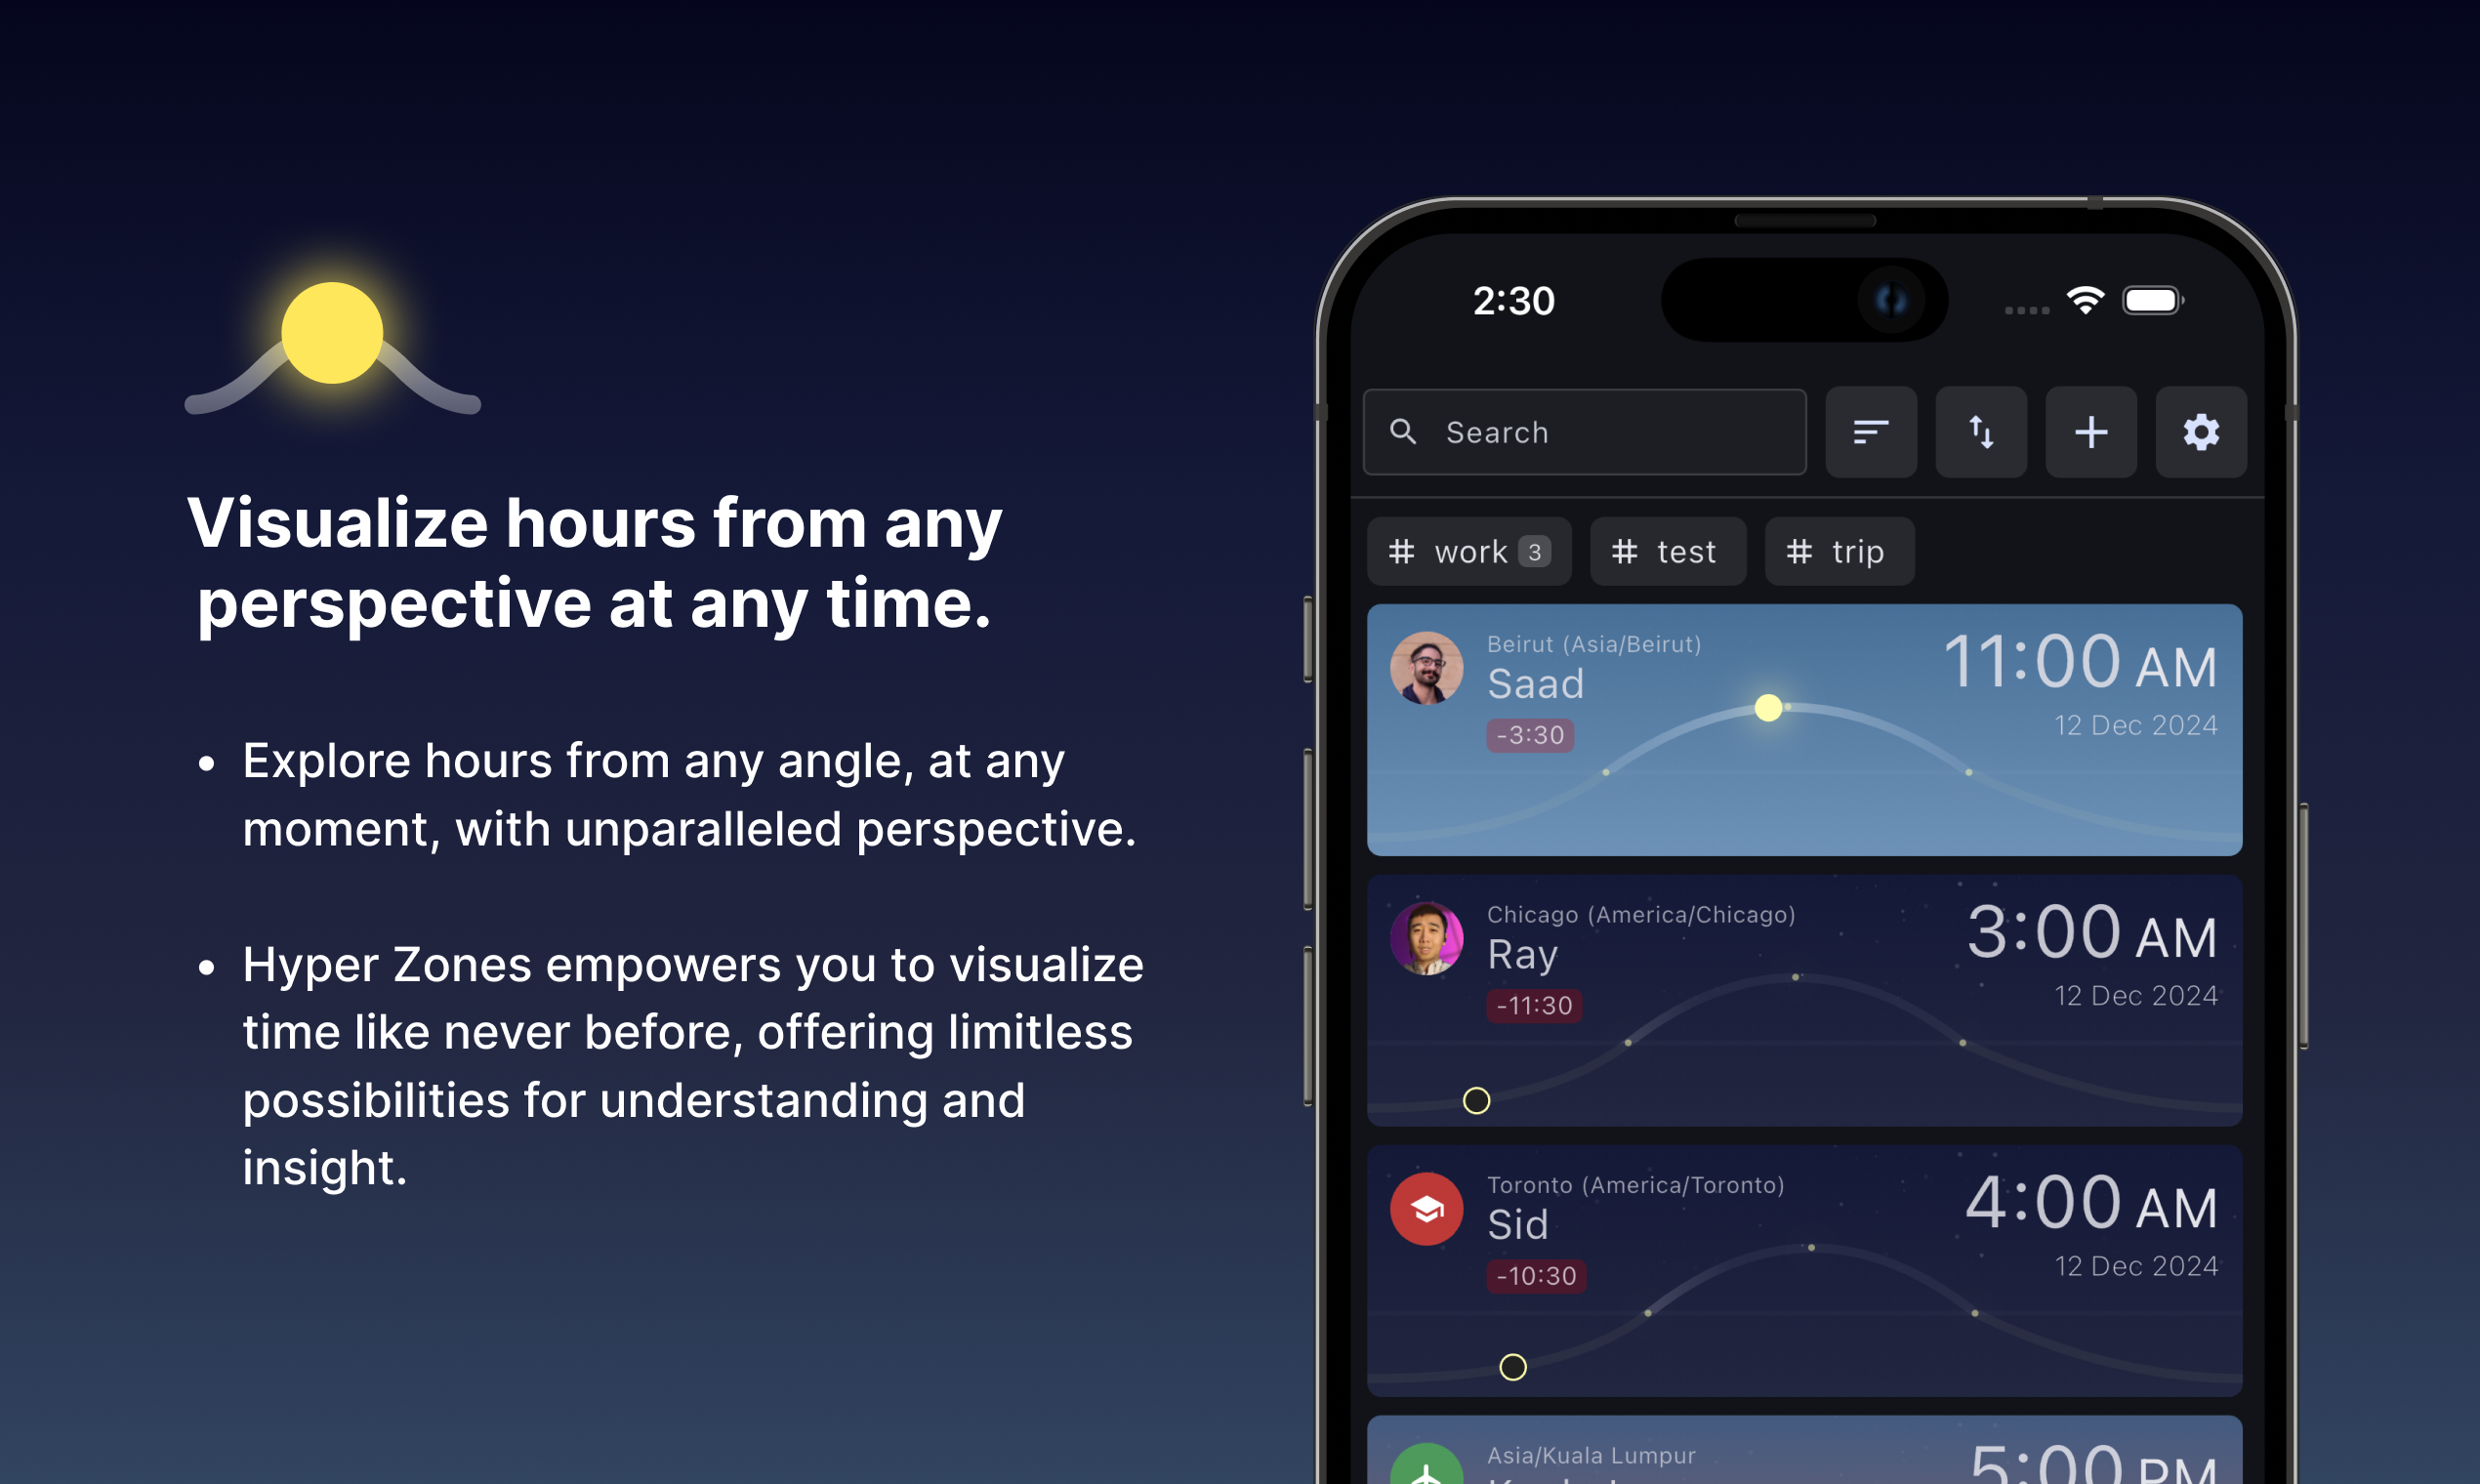 Visualize hours from any
perspective at any time.
• Explore hours from any angle, at any
moment, with unparalleled perspective.
• Hyper Zones empowers you to visualize
time like never before, offering limitless
possibilities for understanding and
insight.
2:30
Search
# work 3 # test # trip
Beirut (Asia/Beirut)
Saad
-3:30
11:00 AM
12 Dec 2024
Chicago (America/Chicago)
Ray
-11:30
3:00 AM
12 Dec 2024
Toronto (America/Toronto)
Sid
-10:30
4:00 AM
12 Dec 2024
Asia/Kuala Lumpur
5:00 PM